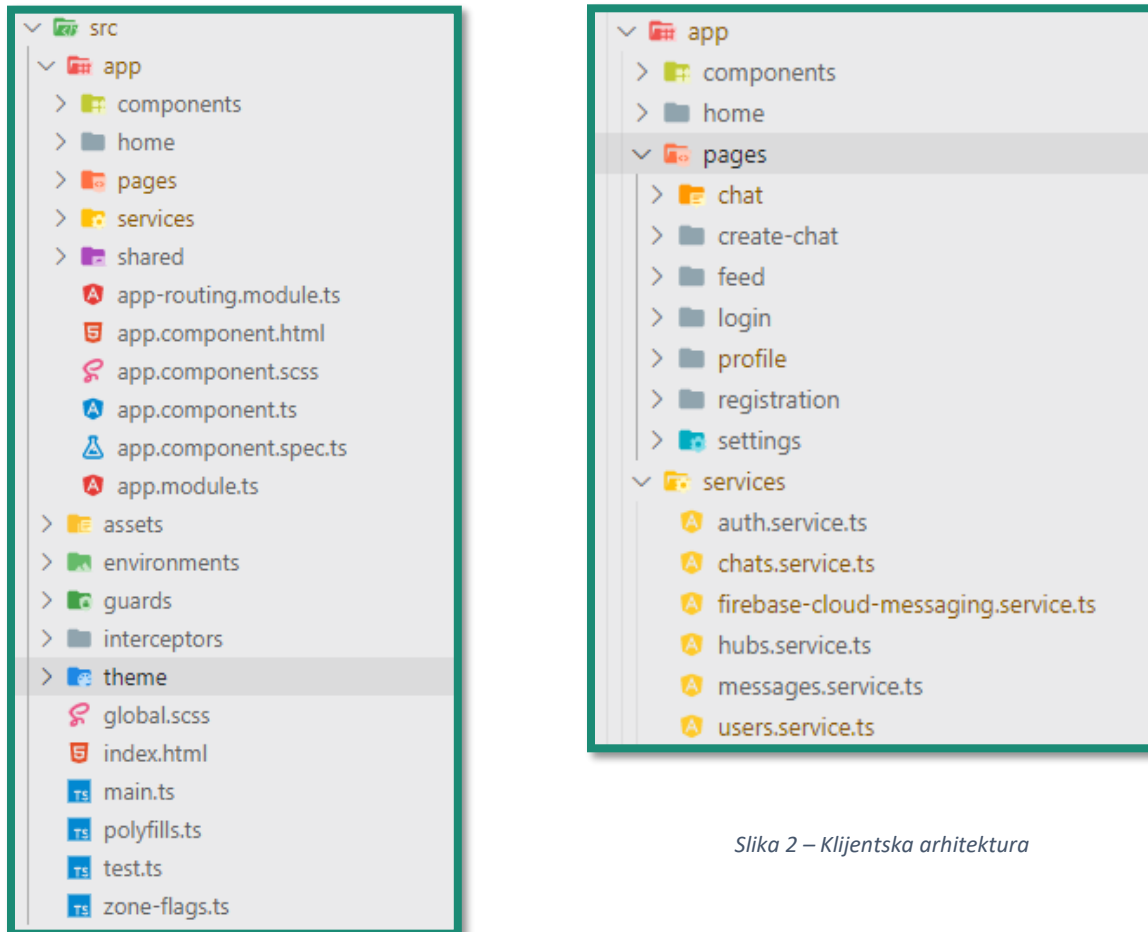 src
app
components
home
pages
services
shared
app-routing.module.ts
app.component.html
app.component.scss
app.component.ts
app.component.spec.ts
app.module.ts
assets
environments
guards
interceptors
theme
global.scss
index.html
main.ts
polyfills.ts
test.ts
zone-flags.ts
app
components
home
pages
chat
create-chat
feed
login
profile
registration
settings
services
auth.service.ts
chats.service.ts
firebase-cloud-messaging.service.ts
hubs.service.ts
messages.service.ts
users.service.ts
Slika 2 – Klijentska arhitektura